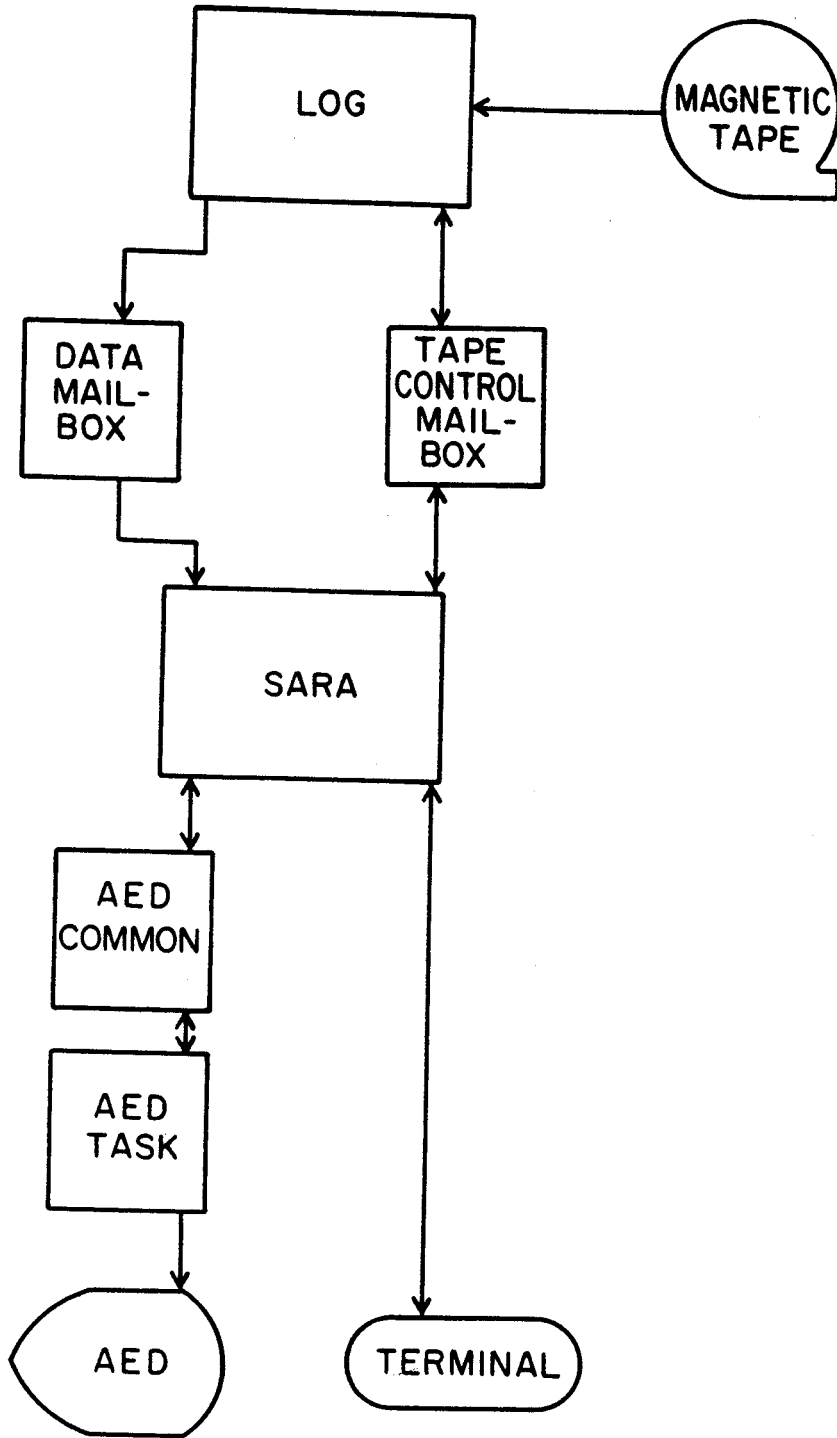 LOG
MAGNETIC
TAPE
DATA
MAIL-
BOX
TAPE
CONTROL
MAIL-
BOX
SARA
AED
COMMON
AED
TASK
AED
TERMINAL